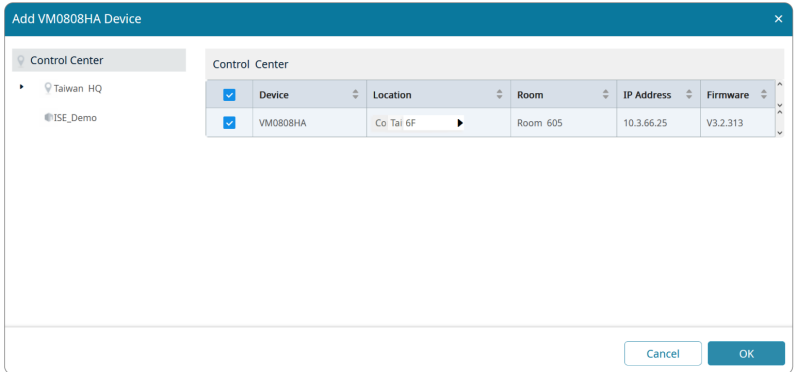 Add VM0808HA Device ×
Control Center
Taiwan HQ
ISE_Demo
Control Center
Device Location Room IP Address Firmware
VM0808HA Co Tai 6F Room 605 10.3.66.25 V3.2.313
Cancel OK